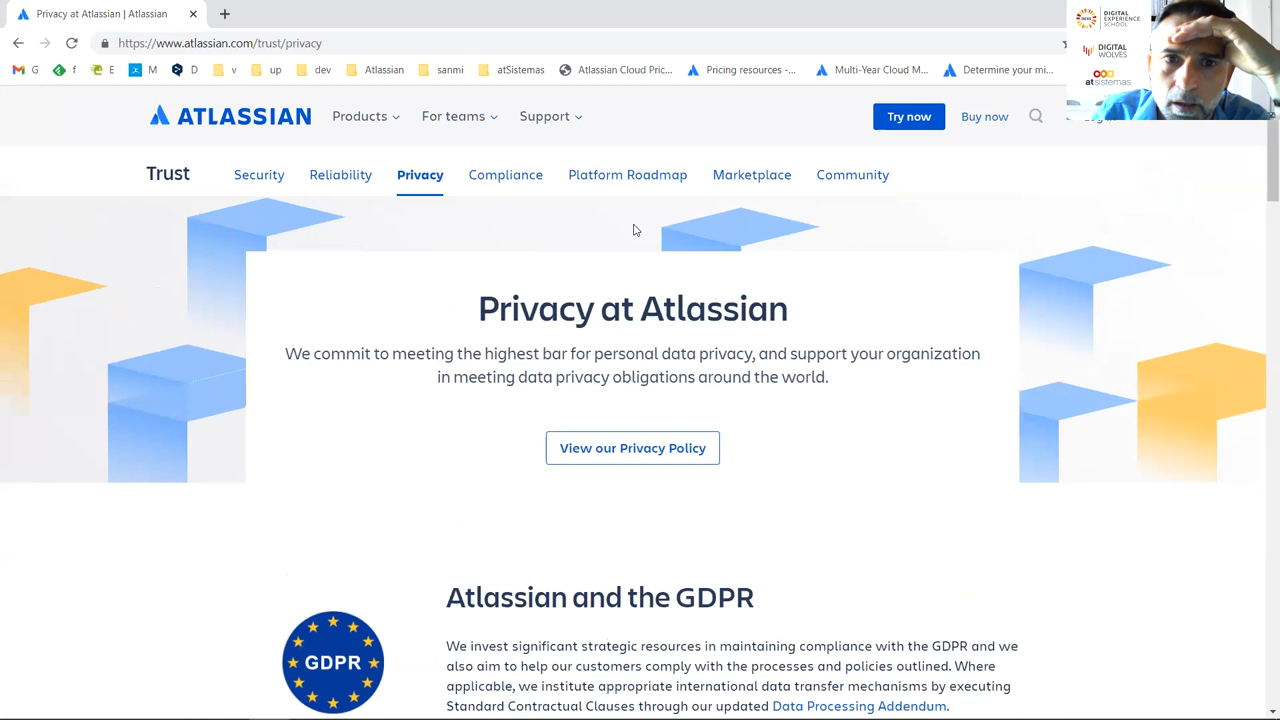 Privacy at Atlassian | Atlassian
https://www.atlassian.com/trust/privacy
G
f
E
M
D
v
up
dev
Atlassian
sanmi
atSistemas
Atlassian Cloud Pric...
Pricing resources -...
Multi-Year Cloud M...
Determine your mi...
DIGITAL
EXPERIENCE
SCHOOL
DIGITAL
WOLVES
atsistemas
ATLASSIAN
Products
For teams
Support
Try now
Buy now
Trust
Security
Reliability
Privacy
Compliance
Platform Roadmap
Marketplace
Community
Privacy at Atlassian
We commit to meeting the highest bar for personal data privacy, and support your organization
in meeting data privacy obligations around the world.
View our Privacy Policy
GDPR
Atlassian and the GDPR
We invest significant strategic resources in maintaining compliance with the GDPR and we
also aim to help our customers comply with the processes and policies outlined. Where
applicable, we institute appropriate international data transfer mechanisms by executing
Standard Contractual Clauses through our updated Data Processing Addendum.